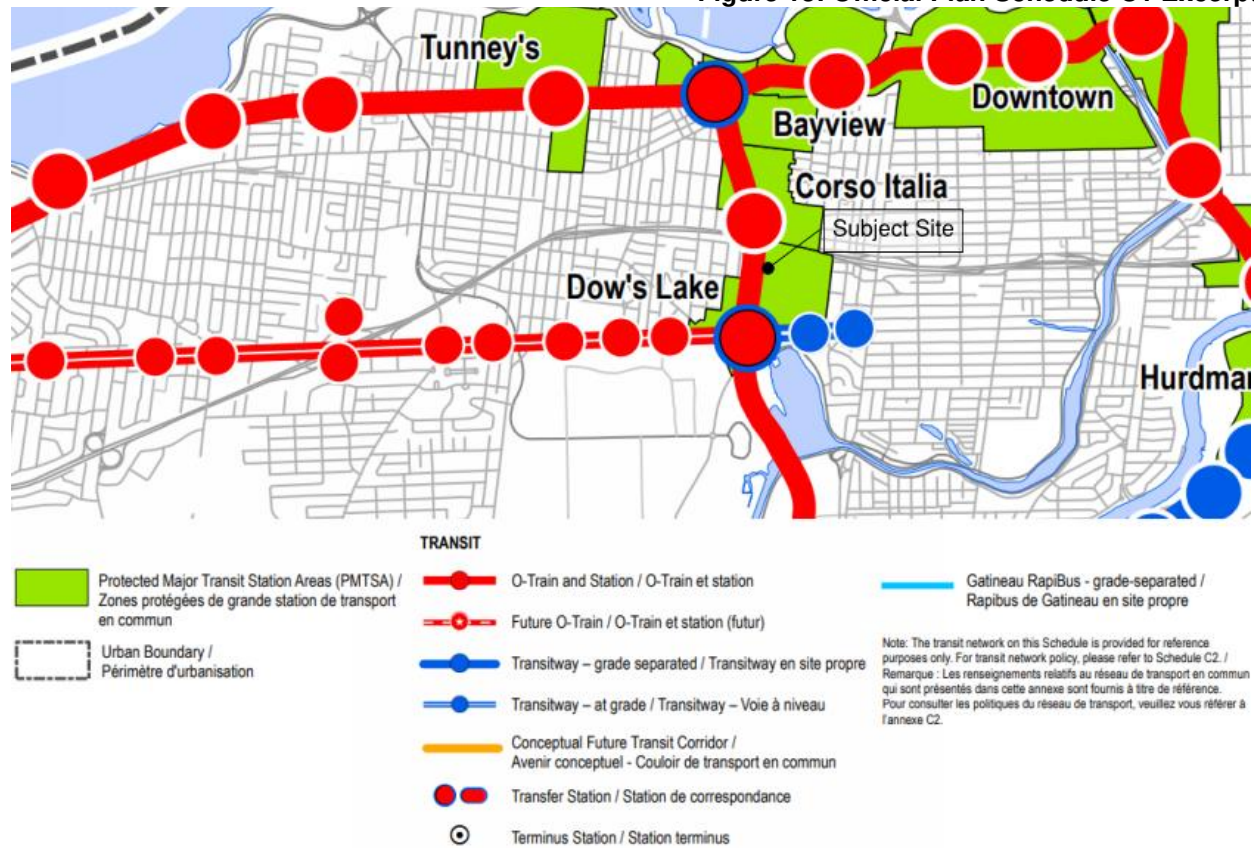 Tunney's
Downtown
Bayview
Corso Italia
Subject Site
Dow's Lake
TRANSIT
Protected Major Transit Station Areas (PMTSA) /
Zones protégées de grande station de transport
en commun
Urban Boundary /
Périmètre d'urbanisation
O-Train and Station / O-Train et station
Future O-Train / O-Train et station (futur)
Transitway – grade separated / Transitway en site propre
Transitway – at grade / Transitway – Voie à niveau
Conceptual Future Transit Corridor /
Avenir conceptuel - Couloir de transport en commun
Transfer Station / Station de correspondance
Terminus Station / Station terminus
Gatineau RapiBus - grade-separated /
Rapibus de Gatineau en site propre
Note: The transit network on this Schedule is provided for reference
purposes only. For transit network policy, please refer to Schedule C2. /
Remarque : Les renseignements relatifs au réseau de transport en commun
qui sont présentés dans cette annexe sont fournis à titre de référence.
Pour consulter les politiques du réseau de transport, veuillez vous référer à
l'annexe C2.